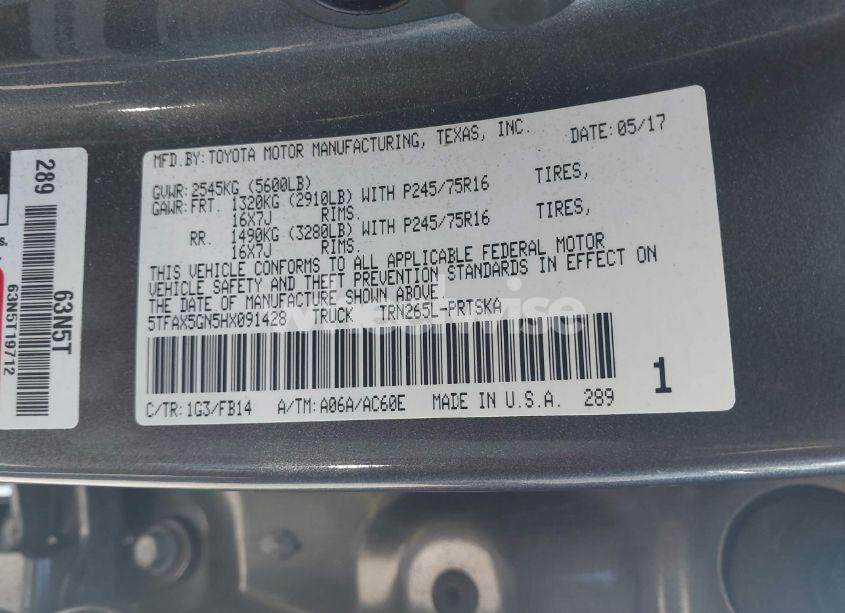 MFD.BY:TOYOTA MOTOR MANUFACTURING, TEXAS, INC. DATE:05/17
GVWR:2545KG (5600LB)
GAWR:FRT. 1320KG (2910LB) WITH P245/75R16 TIRES,
16X7J RIMS.
RR. 1490KG (3280LB) WITH P245/75R16 TIRES,
16X7J RIMS.
THIS VEHICLE CONFORMS TO ALL APPLICABLE FEDERAL MOTOR
VEHICLE SAFETY AND THEFT PREVENTION STANDARDS IN EFFECT ON
THE DATE OF MANUFACTURE SHOWN ABOVE.
5TFAX5GN5HX091428 TRUCK TRN265L-PRTSKA
C/TR:1G3/FB14 A/TM:A06A/AC60E MADE IN U.S.A. 289
1
289
63N5T
63N5T19712
s.